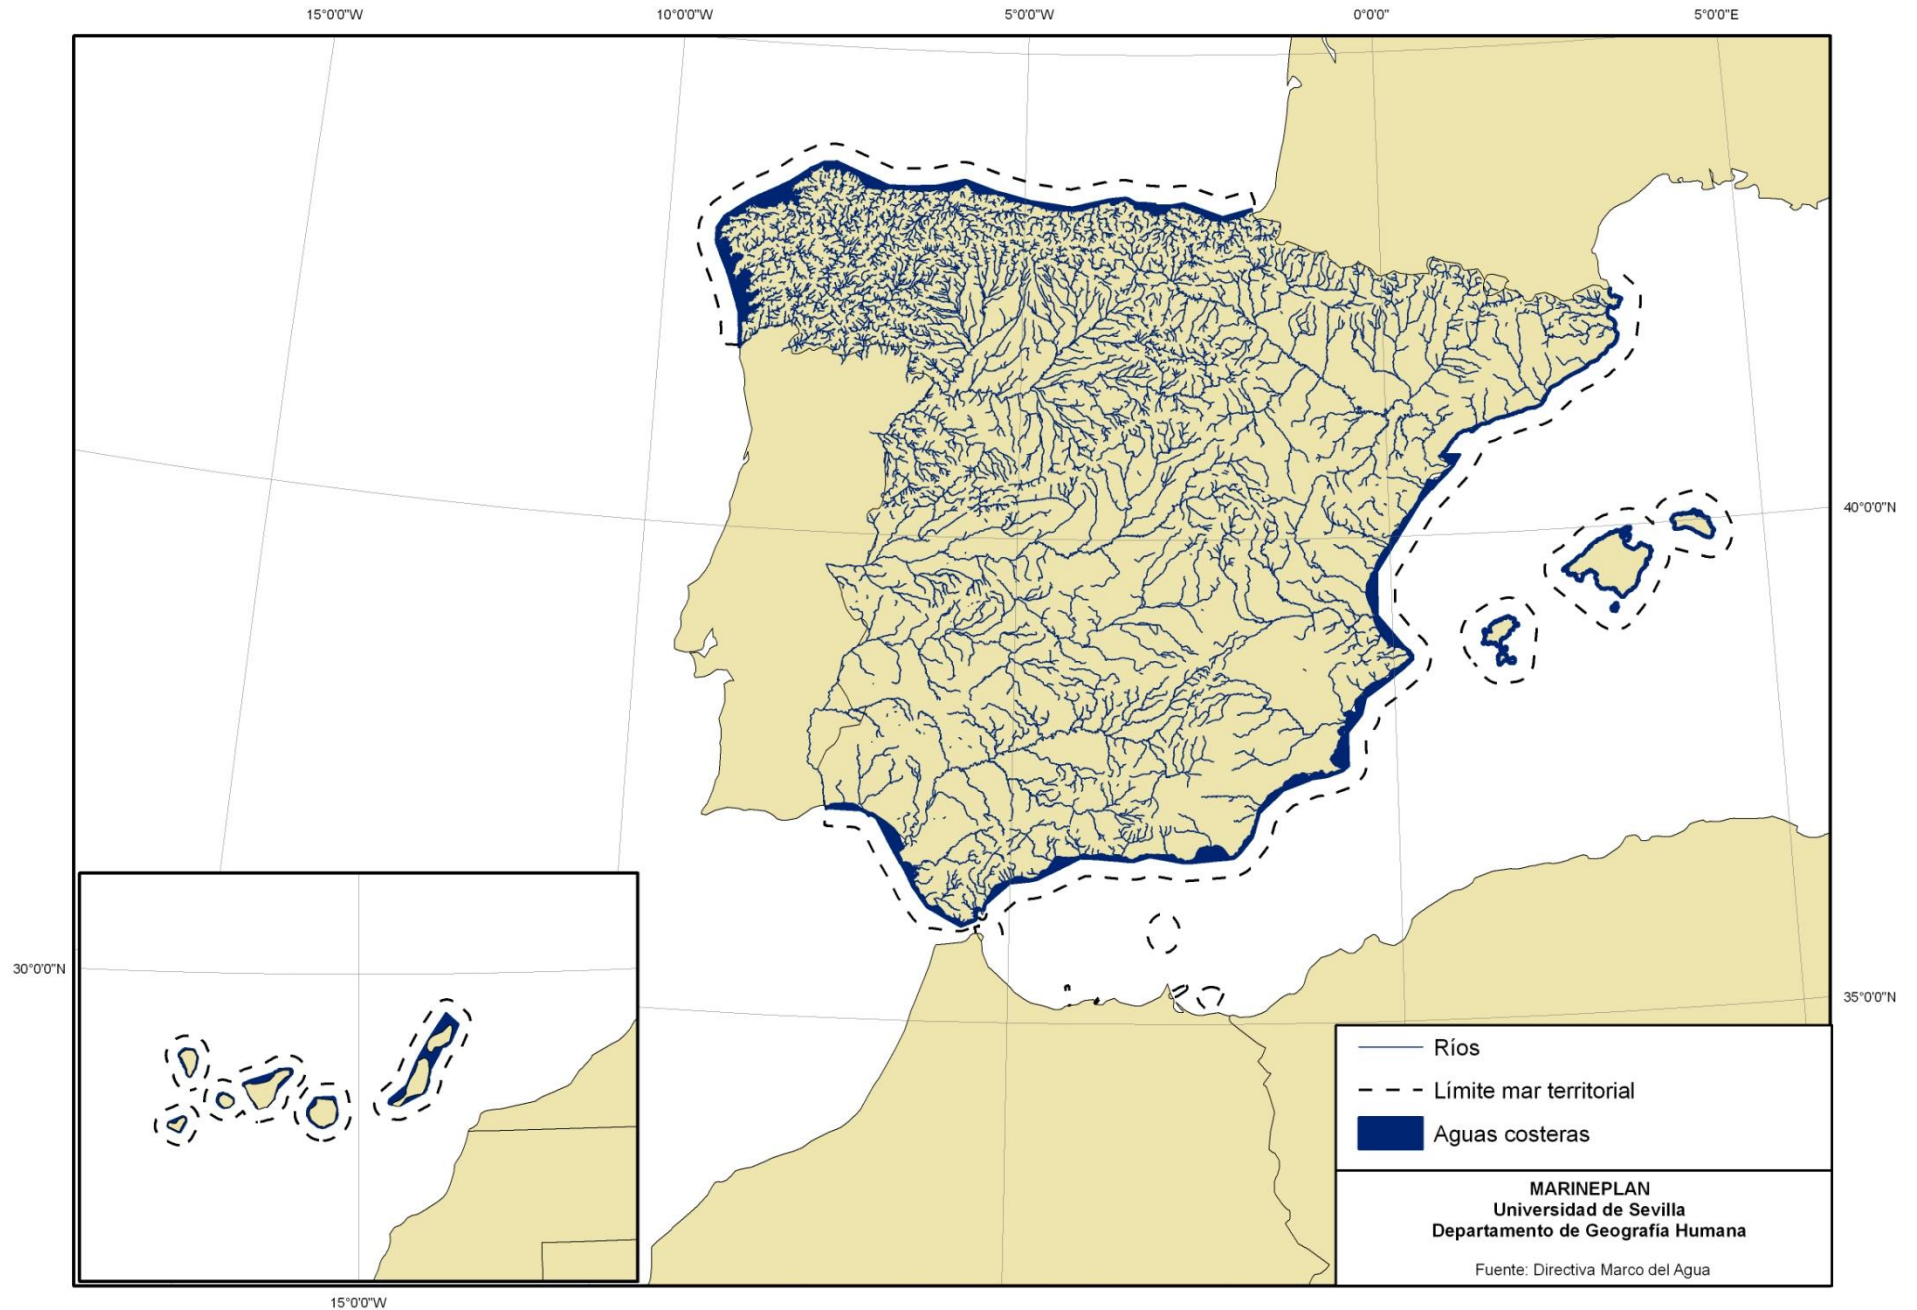 15°0'0"W
10°0'0"W
5°0'0"W
0°0'0"
5°0'0"E
40°0'0"N
30°0'0"N
35°0'0"N
Ríos
Límite mar territorial
Aguas costeras
MARINEPLAN
Universidad de Sevilla
Departamento de Geografía Humana
Fuente: Directiva Marco del Agua
15°0'0"W